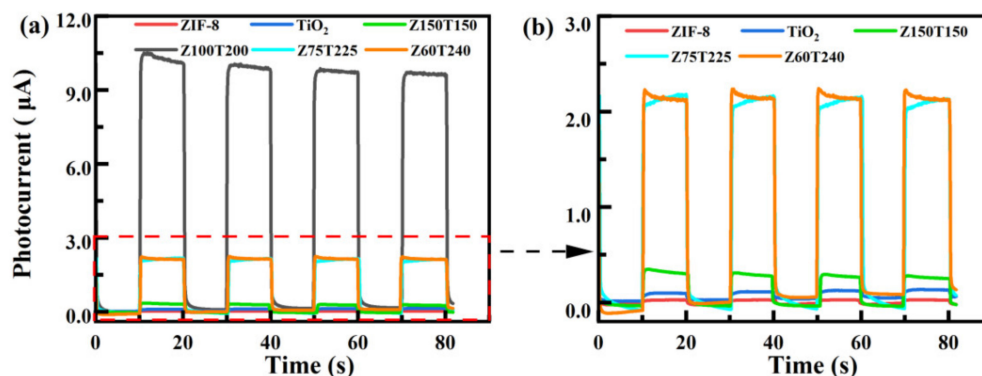 (a)
ZIF-8 TiO₂ Z150T150
Z100T200 Z75T225 Z60T240
12.0
9.0
6.0
3.0
0.0
Photocurrent ( μA)
0 20 40 60 80
Time (s)
(b)
ZIF-8 TiO₂ Z150T150
Z75T225 Z60T240
3.0
2.0
1.0
0.0
0 20 40 60 80
Time (s)